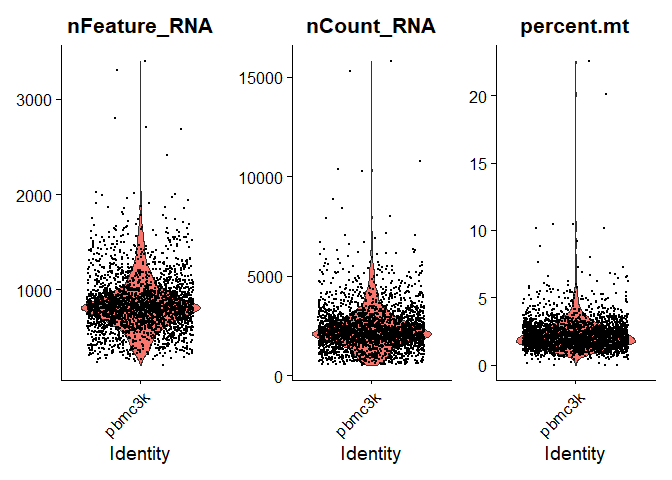 nFeature_RNA
3000
2000
1000
pbmc3k
Identity
nCount_RNA
15000
10000
5000
0
pbmc3k
Identity
percent.mt
20
15
10
5
0
pbmc3k
Identity